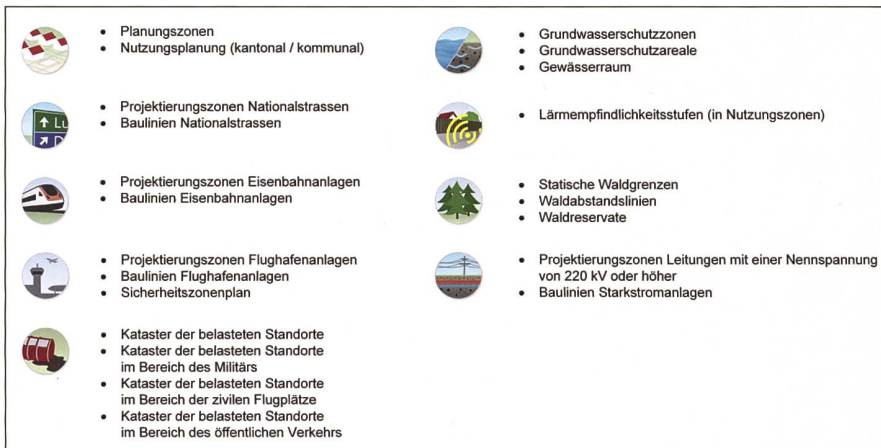 • Planungszonen
• Nutzungsplanung (kantonal / kommunal)
• Projektierungszonen Nationalstrassen
• Baulinien Nationalstrassen
• Projektierungszonen Eisenbahnanlagen
• Baulinien Eisenbahnanlagen
• Projektierungszonen Flughafenanlagen
• Baulinien Flughafenanlagen
• Sicherheitszonenplan
• Kataster der belasteten Standorte
• Kataster der belasteten Standorte
im Bereich des Militärs
• Kataster der belasteten Standorte
im Bereich der zivilen Flugplätze
• Kataster der belasteten Standorte
im Bereich des öffentlichen Verkehrs
• Grundwasserschutzzonen
• Grundwasserschutzareale
• Gewässerraum
• Lärmempfindlichkeitsstufen (in Nutzungszonen)
• Statische Waldgrenzen
• Waldabstandslinien
• Waldreservate
• Projektierungszonen Leitungen mit einer Nennspannung
von 220 kV oder höher
• Baulinien Starkstromanlagen